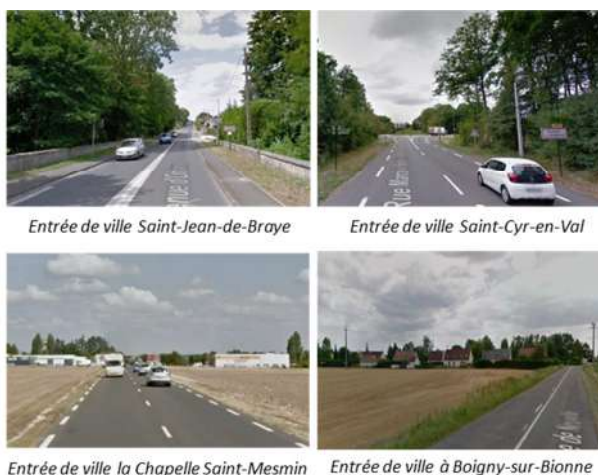 Entrée de ville Saint-Jean-de-Braye
Entrée de ville Saint-Cyr-en-Val
Entrée de ville la Chapelle Saint-Mesmin
Entrée de ville à Boigny-sur-Bionne